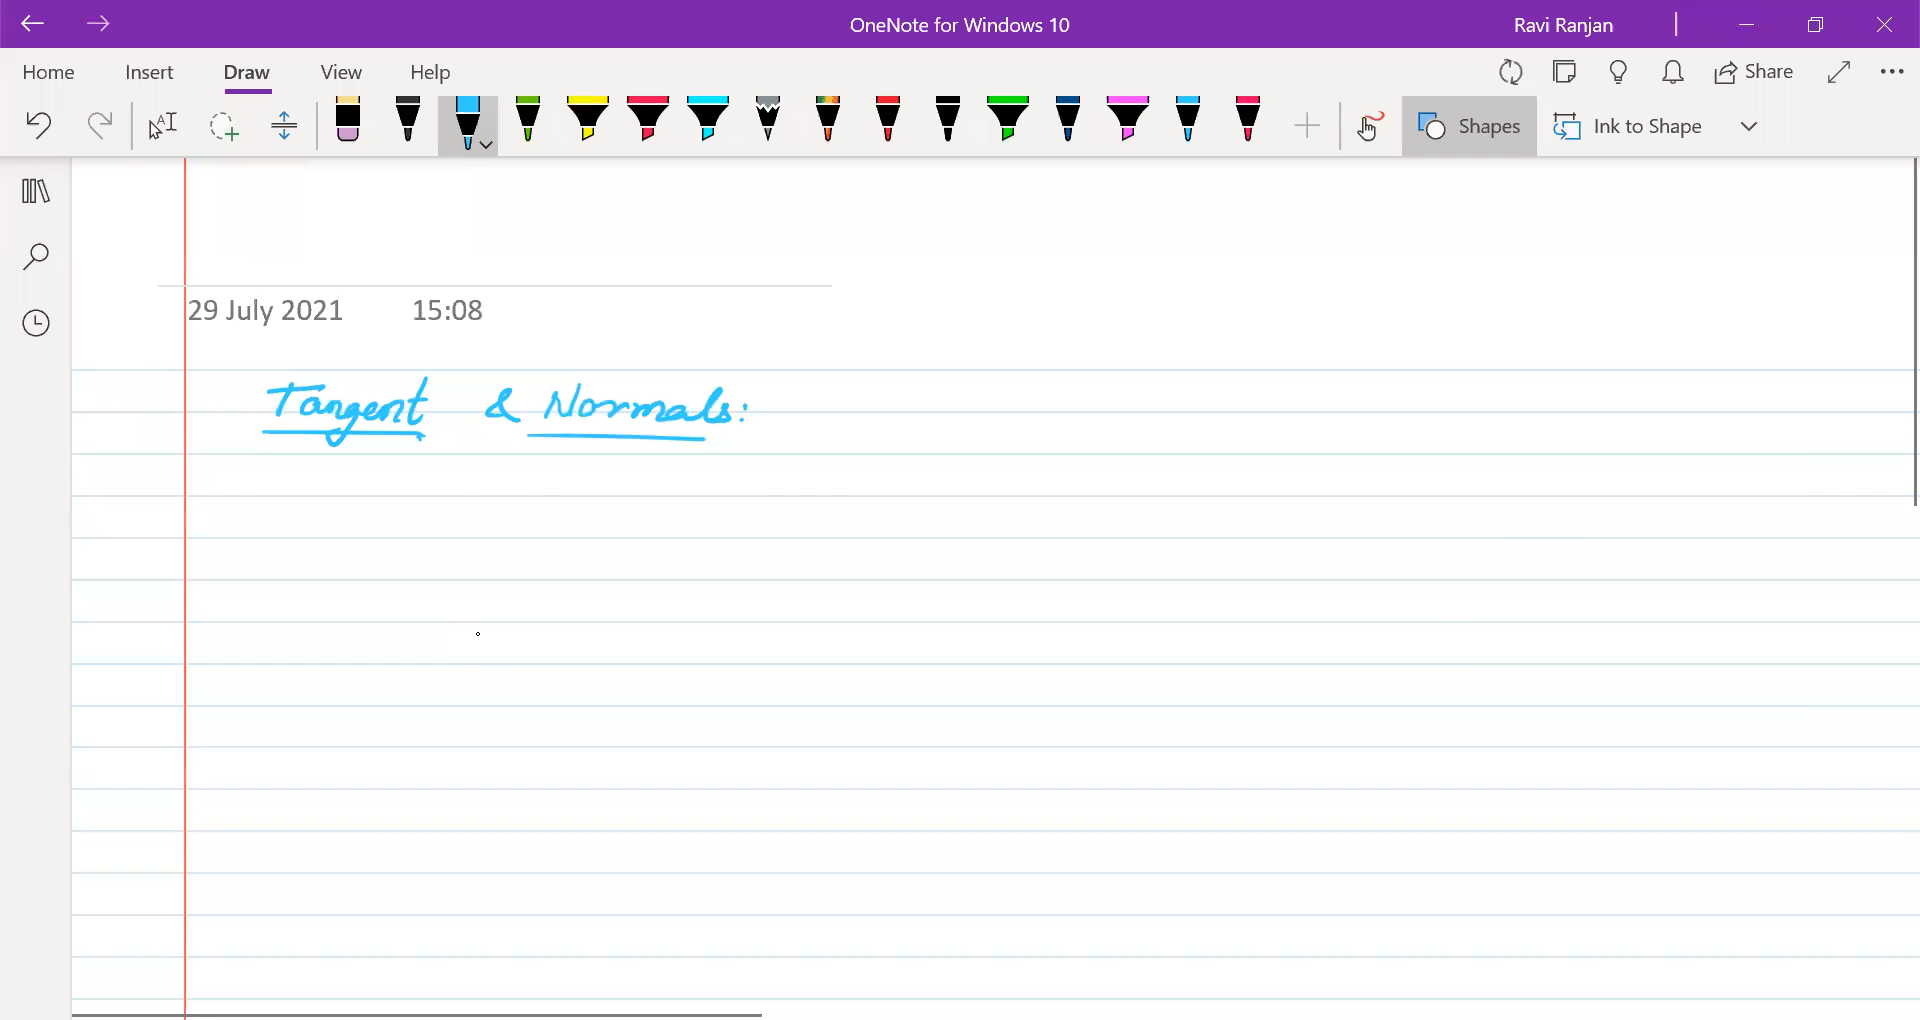 OneNote for Windows 10
Ravi Ranjan
Home Insert Draw View Help
Share
Shapes Ink to Shape
29 July 2021 15:08
Tangent & Normals: